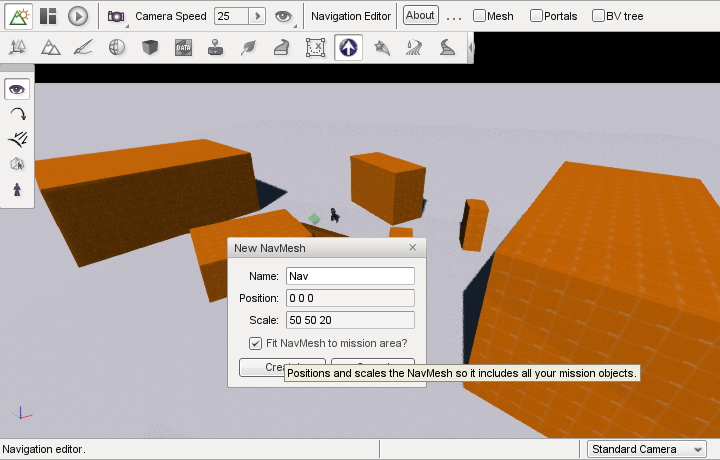 Camera Speed 25 Navigation Editor About ... Mesh Portals BV tree
DATA
New NavMesh
Name: Nav
Position: 0 0 0
Scale: 50 50 20
Fit NavMesh to mission area?
Positions and scales the NavMesh so it includes all your mission objects.
Navigation editor.
Standard Camera